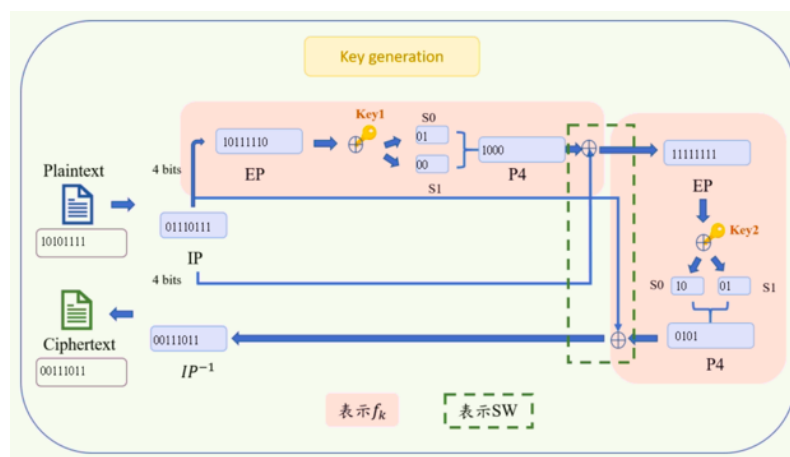 Key generation
Key1
S0
10111110
01
1000
11111111
4 bits
00
Plaintext
EP
P4
EP
S1
10101111
01110111
Key2
IP
4 bits
S0
10
01
S1
Ciphertext
00111011
0101
00111011
IP⁻¹
P4
表示fₖ
表示SW